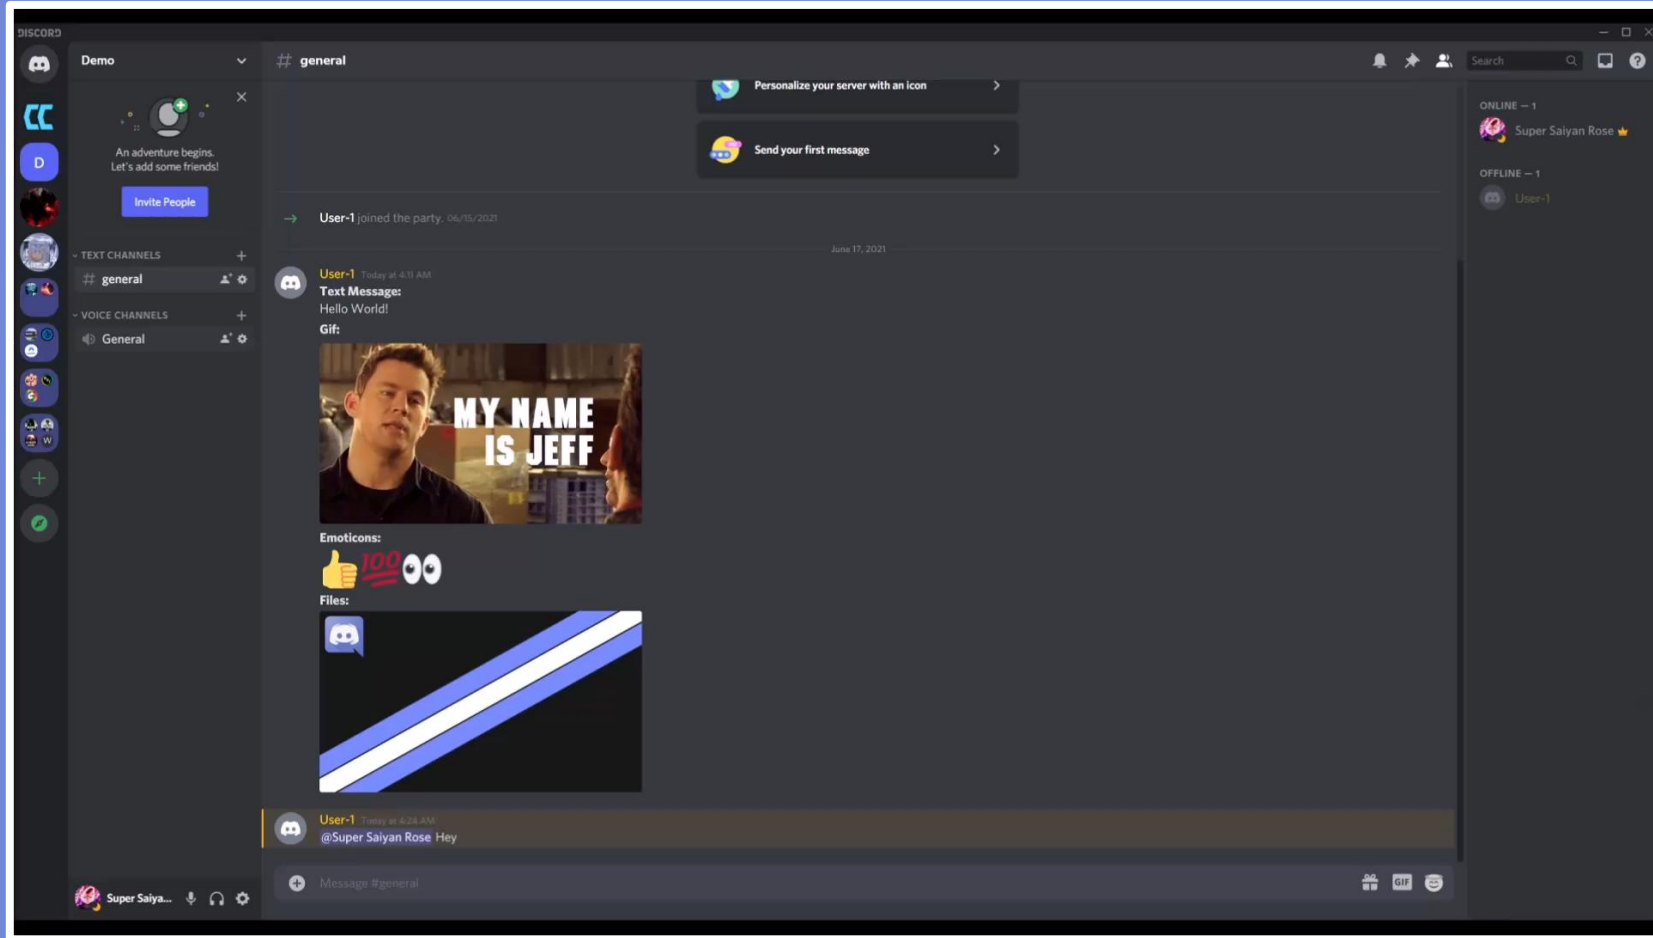 DISCORD
Demo
general
Search
An adventure begins.
Let's add some friends!
Invite People
TEXT CHANNELS
general
VOICE CHANNELS
General
D
W
Personalize your server with an icon
Send your first message
User-1 joined the party. 06/15/2021
June 17, 2021
User-1 Today at 4:11 AM
Text Message:
Hello World!
Gif:
MY NAME
IS JEFF
Emoticons:
100
Files:
User-1 Today at 4:24 AM
@Super Saiyan Rose Hey
Message #general
GIF
Super Saiya...
ONLINE — 1
Super Saiyan Rose
OFFLINE — 1
User-1